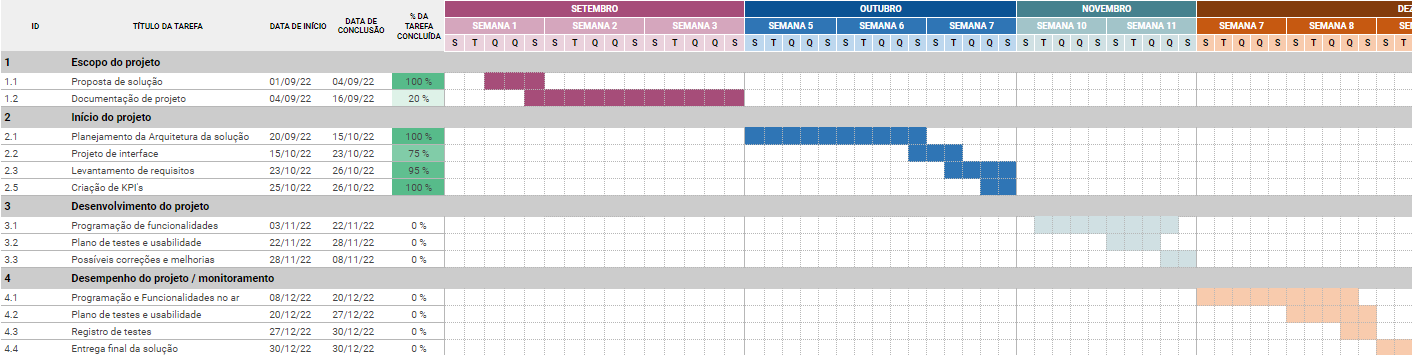 ID TÍTULO DA TAREFA DATA DE INÍCIO DATA DE CONCLUSÃO % DA TAREFA CONCLUÍDA SETEMBRO OUTUBRO NOVEMBRO DEZ
SEMANA 1 SEMANA 2 SEMANA 3 SEMANA 5 SEMANA 6 SEMANA 7 SEMANA 10 SEMANA 11 SEMANA 7 SEMANA 8 SE
S T Q Q S S T Q Q S S T Q Q S S T Q Q S S T Q Q S S T Q Q S S T Q Q S S T Q Q S S T Q Q S S T Q Q S S T
1 Escopo do projeto
1.1 Proposta de solução 01/09/22 04/09/22 100 %
1.2 Documentação de projeto 04/09/22 16/09/22 20 %
2 Início do projeto
2.1 Planejamento da Arquitetura da solução 20/09/22 15/10/22 100 %
2.2 Projeto de interface 15/10/22 23/10/22 75 %
2.3 Levantamento de requisitos 23/10/22 26/10/22 95 %
2.5 Criação de KPI's 25/10/22 26/10/22 100 %
3 Desenvolvimento do projeto
3.1 Programação de funcionalidades 03/11/22 22/11/22 0 %
3.2 Plano de testes e usabilidade 22/11/22 28/11/22 0 %
3.3 Possíveis correções e melhorias 28/11/22 08/11/22 0 %
4 Desempenho do projeto / monitoramento
4.1 Programação e Funcionalidades no ar 08/12/22 20/12/22 0 %
4.2 Plano de testes e usabilidade 20/12/22 27/12/22 0 %
4.3 Registro de testes 27/12/22 30/12/22 0 %
4.4 Entrega final da solução 30/12/22 30/12/22 0 %